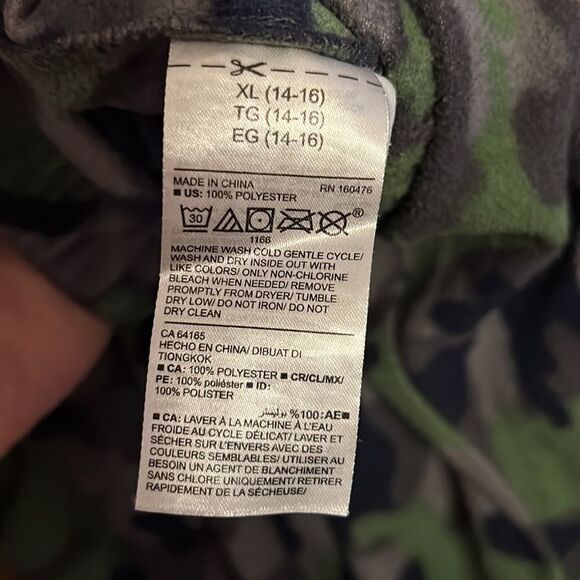 XL (14-16)
TG (14-16)
EG (14-16)
MADE IN CHINA RN 160476
■ US: 100% POLYESTER
30 ®
1166
MACHINE WASH COLD GENTLE CYCLE/
WASH AND DRY INSIDE OUT WITH
LIKE COLORS/ ONLY NON-CHLORINE
BLEACH WHEN NEEDED/ REMOVE
PROMPTLY FROM DRYER/ TUMBLE
DRY LOW/ DO NOT IRON/ DO NOT
DRY CLEAN
CA 64185
HECHO EN CHINA/ DIBUAT DI
TIONGKOK
■ CA: 100% POLYESTER ■ CR/CL/MX/
PE: 100% poliéster ■ ID:
100% POLISTER
■ AE: 100% بوليستر
■ CA: LAVER À LA MACHINE À L'EAU
FROIDE AU CYCLE DÉLICAT/ LAVER ET
SÉCHER SUR L'ENVERS AVEC DES
COULEURS SEMBLABLES/ UTILISER AU
BESOIN UN AGENT DE BLANCHIMENT
SANS CHLORE UNIQUEMENT/ RETIRER
RAPIDEMENT DE LA SÉCHEUSE/